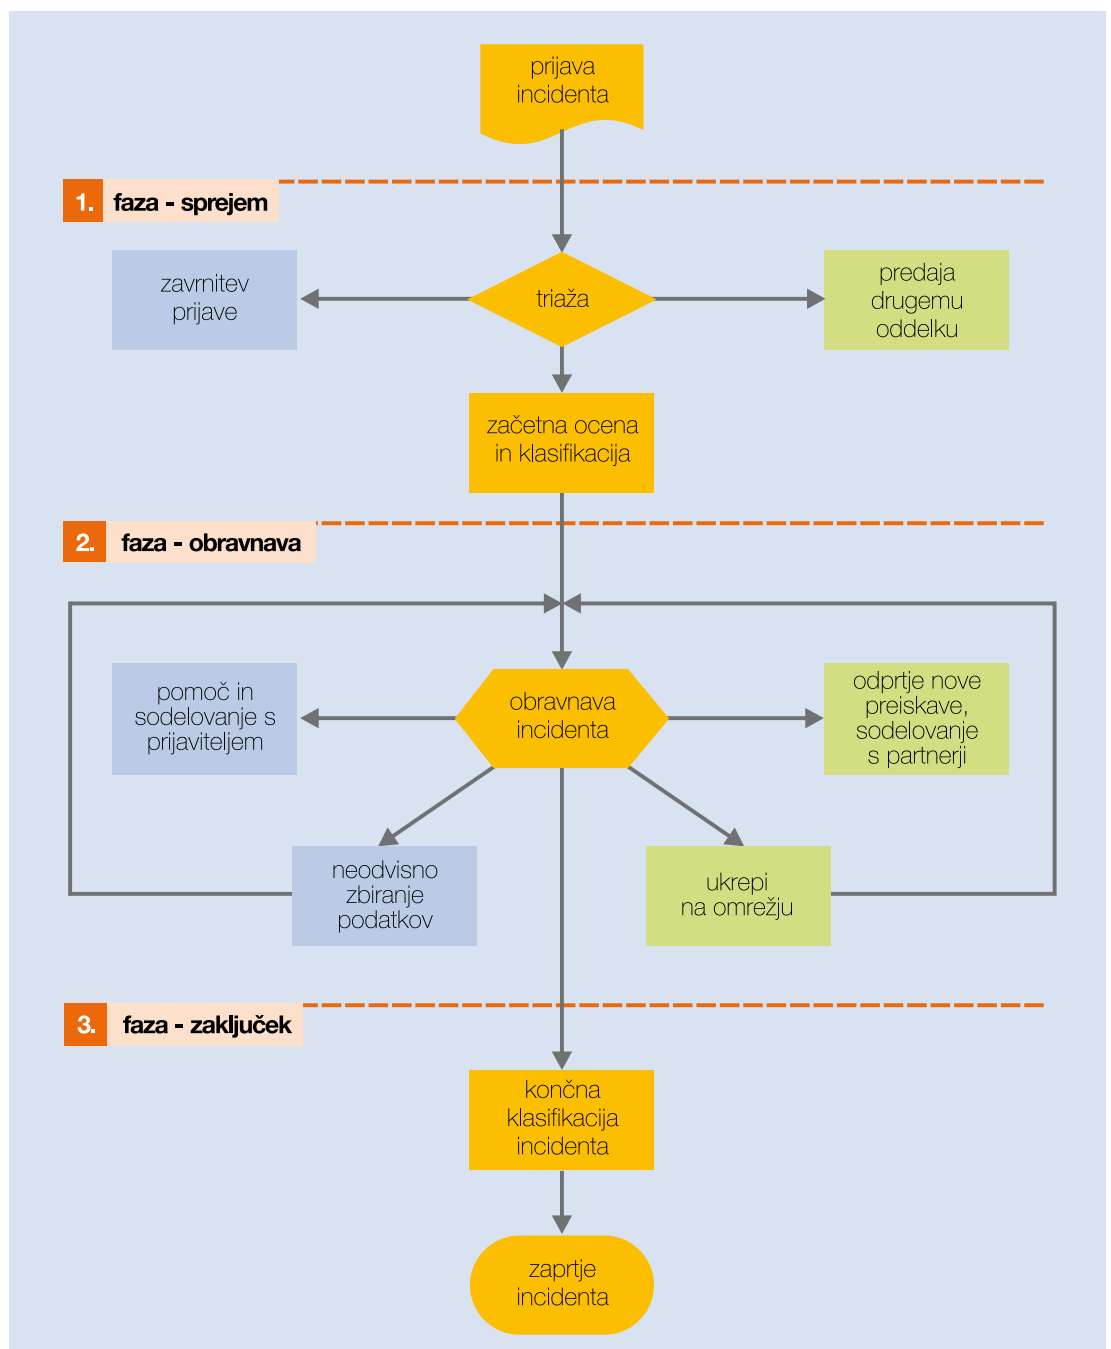 prijava
incidenta
1. faza - sprejem
zavrnitev
prijave
triaža
predaja
drugemu
oddelku
začetna ocena
in klasifikacija
2. faza - obravnava
pomoč in
sodelovanje s
prijaviteljem
obravnava
incidenta
odprtje nove
preiskave,
sodelovanje
s partnerji
neodvisno
zbiranje
podatkov
ukrepi
na omrežju
3. faza - zaključek
končna
klasifikacija
incidenta
zaprtje
incidenta